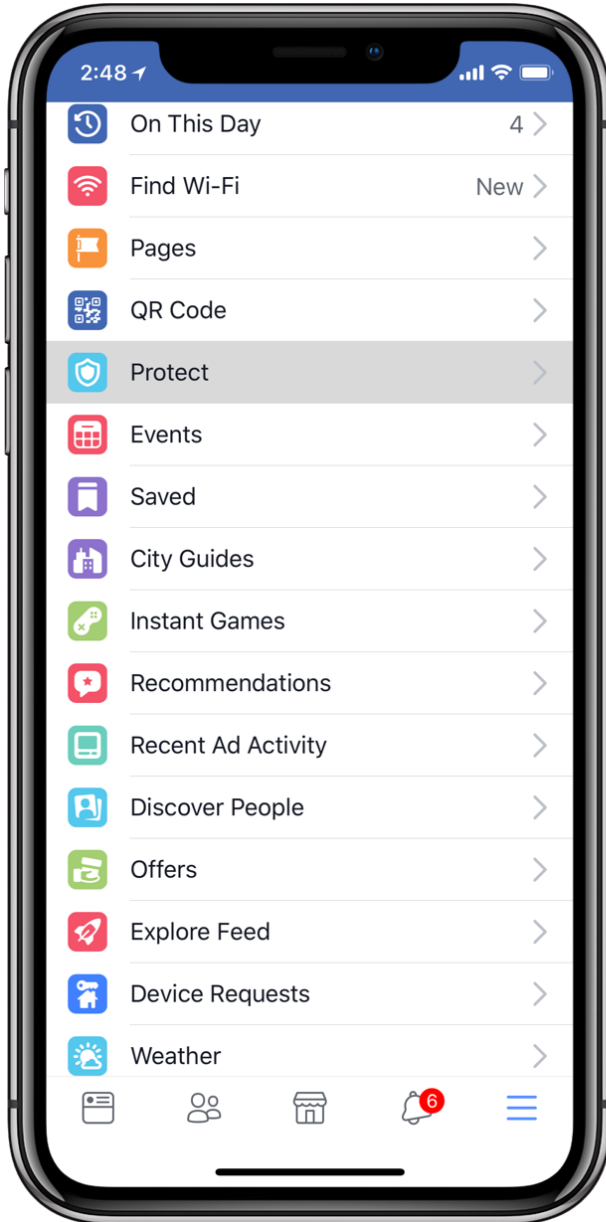 2:48
On This Day 4
Find Wi-Fi New
Pages
QR Code
Protect
Events
Saved
City Guides
Instant Games
Recommendations
Recent Ad Activity
Discover People
Offers
Explore Feed
Device Requests
Weather
6